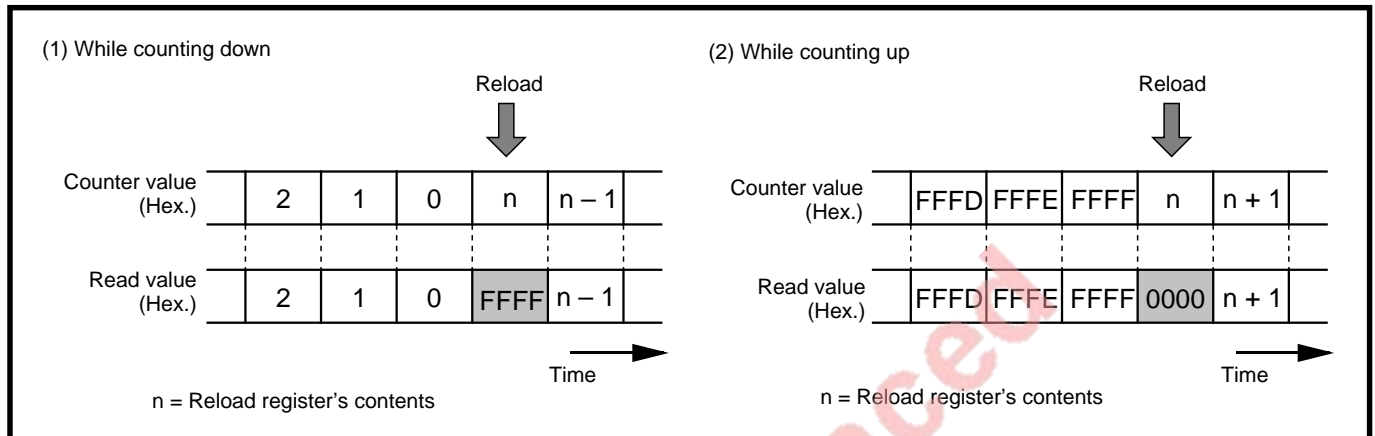 (1) While counting down
Reload
Counter value
(Hex.)
2 1 0 n n – 1
Read value
(Hex.)
2 1 0 FFFF n – 1
Time
n = Reload register’s contents
(2) While counting up
Reload
Counter value
(Hex.)
FFFD FFFE FFFF n n + 1
Read value
(Hex.)
FFFD FFFE FFFF 0000 n + 1
Time
n = Reload register’s contents